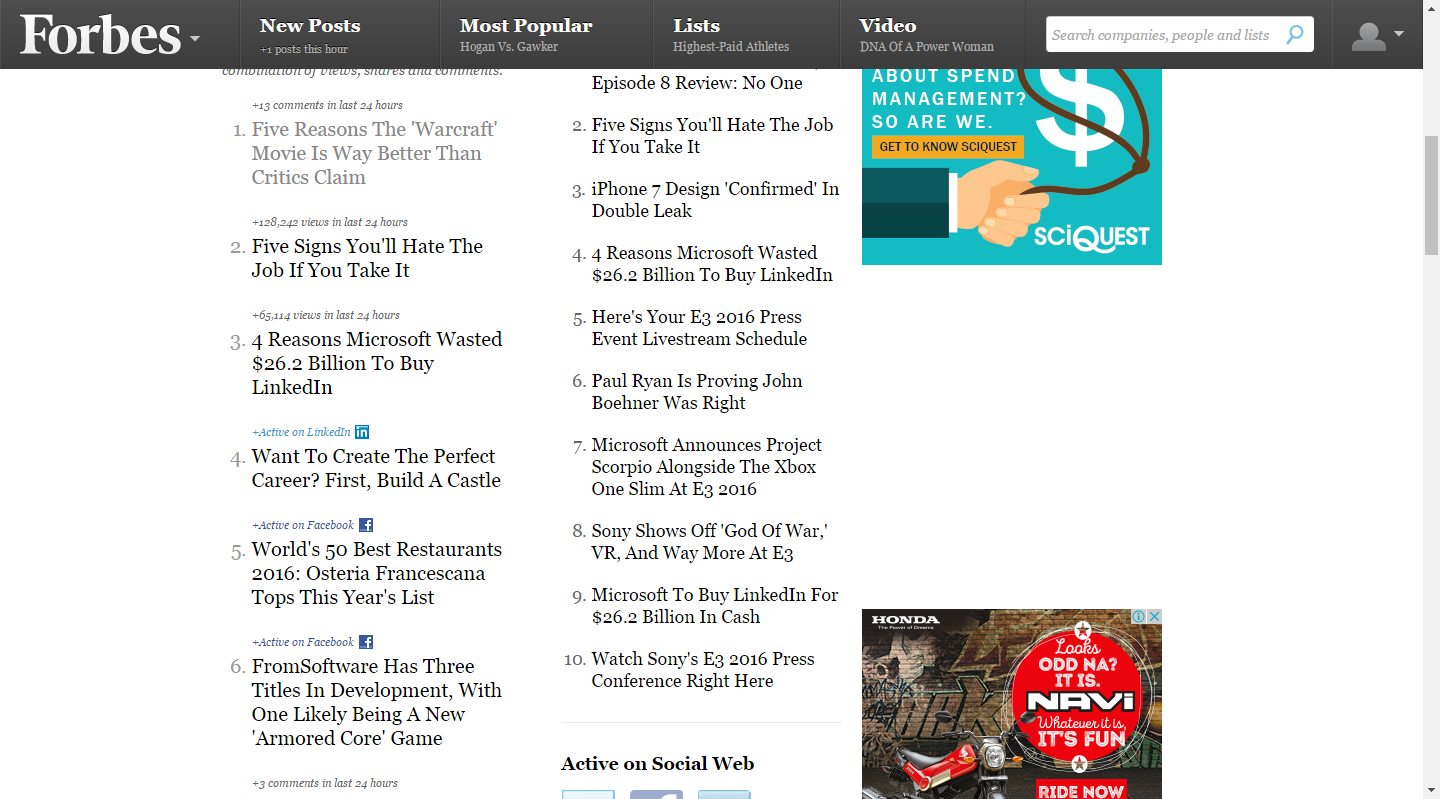 Forbes
New Posts
+1 posts this hour
Most Popular
Hogan Vs. Gawker
Lists
Highest-Paid Athletes
Video
DNA Of A Power Woman
Search companies, people and lists
combination of views, shares and comments.
+13 comments in last 24 hours
1. Five Reasons The 'Warcraft'
Movie Is Way Better Than
Critics Claim
+128,242 views in last 24 hours
2. Five Signs You'll Hate The
Job If You Take It
+65,114 views in last 24 hours
3. 4 Reasons Microsoft Wasted
$26.2 Billion To Buy
LinkedIn
+Active on LinkedIn in
4. Want To Create The Perfect
Career? First, Build A Castle
+Active on Facebook f
5. World's 50 Best Restaurants
2016: Osteria Francescana
Tops This Year's List
+Active on Facebook f
6. FromSoftware Has Three
Titles In Development, With
One Likely Being A New
'Armored Core' Game
+3 comments in last 24 hours
Episode 8 Review: No One
2. Five Signs You'll Hate The Job
If You Take It
3. iPhone 7 Design 'Confirmed' In
Double Leak
4. 4 Reasons Microsoft Wasted
$26.2 Billion To Buy LinkedIn
5. Here's Your E3 2016 Press
Event Livestream Schedule
6. Paul Ryan Is Proving John
Boehner Was Right
7. Microsoft Announces Project
Scorpio Alongside The Xbox
One Slim At E3 2016
8. Sony Shows Off 'God Of War,'
VR, And Way More At E3
9. Microsoft To Buy LinkedIn For
$26.2 Billion In Cash
10. Watch Sony's E3 2016 Press
Conference Right Here
Active on Social Web
ABOUT SPEND
MANAGEMENT?
SO ARE WE.
$
GET TO KNOW SCIQUEST
SCiQUEST
HONDA
The Power of Dreams
Looks
ODD NA?
IT IS.
NAVi
Whatever it is,
IT'S FUN
RIDE NOW